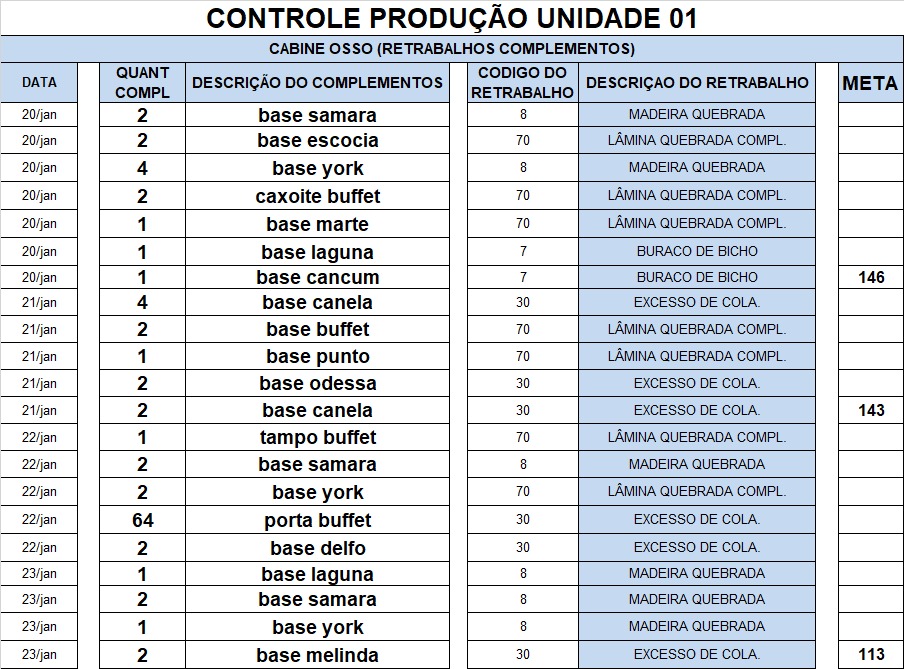 CONTROLE PRODUÇÃO UNIDADE 01
CABINE OSSO (RETRABALHOS COMPLEMENTOS)
DATA QUANT COMPL DESCRIÇÃO DO COMPLEMENTOS CODIGO DO RETRABALHO DESCRIÇAO DO RETRABALHO META
20/jan 2 base samara 8 MADEIRA QUEBRADA
20/jan 2 base escocia 70 LÂMINA QUEBRADA COMPL.
20/jan 4 base york 8 MADEIRA QUEBRADA
20/jan 2 caxoite buffet 70 LÂMINA QUEBRADA COMPL.
20/jan 1 base marte 70 LÂMINA QUEBRADA COMPL.
20/jan 1 base laguna 7 BURACO DE BICHO
20/jan 1 base cancum 7 BURACO DE BICHO 146
21/jan 4 base canela 30 EXCESSO DE COLA.
21/jan 2 base buffet 70 LÂMINA QUEBRADA COMPL.
21/jan 1 base punto 70 LÂMINA QUEBRADA COMPL.
21/jan 2 base odessa 30 EXCESSO DE COLA.
21/jan 2 base canela 30 EXCESSO DE COLA. 143
22/jan 1 tampo buffet 70 LÂMINA QUEBRADA COMPL.
22/jan 2 base samara 8 MADEIRA QUEBRADA
22/jan 2 base york 70 LÂMINA QUEBRADA COMPL.
22/jan 64 porta buffet 30 EXCESSO DE COLA.
22/jan 2 base delfo 30 EXCESSO DE COLA.
23/jan 1 base laguna 8 MADEIRA QUEBRADA
23/jan 2 base samara 8 MADEIRA QUEBRADA
23/jan 1 base york 8 MADEIRA QUEBRADA
23/jan 2 base melinda 30 EXCESSO DE COLA. 113